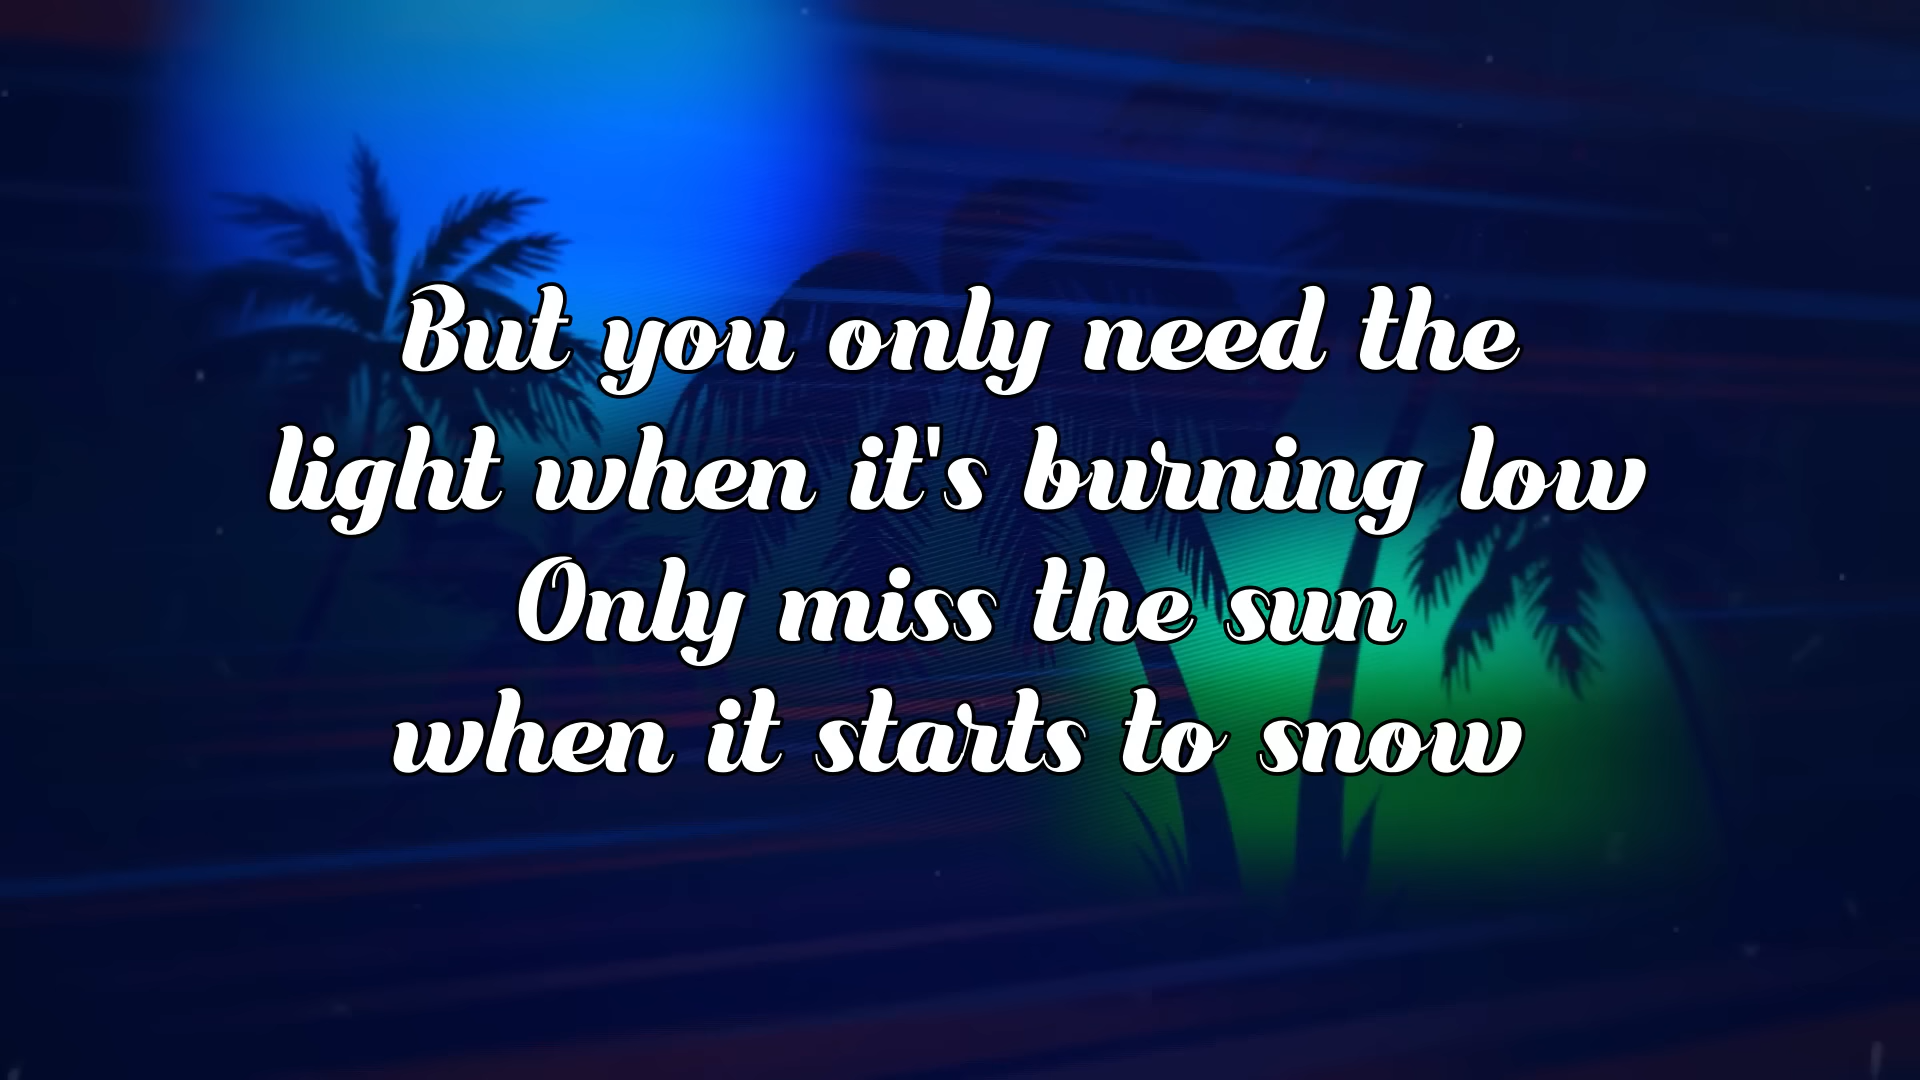 But you only need the
light when it's burning low
Only miss the sun
when it starts to snow